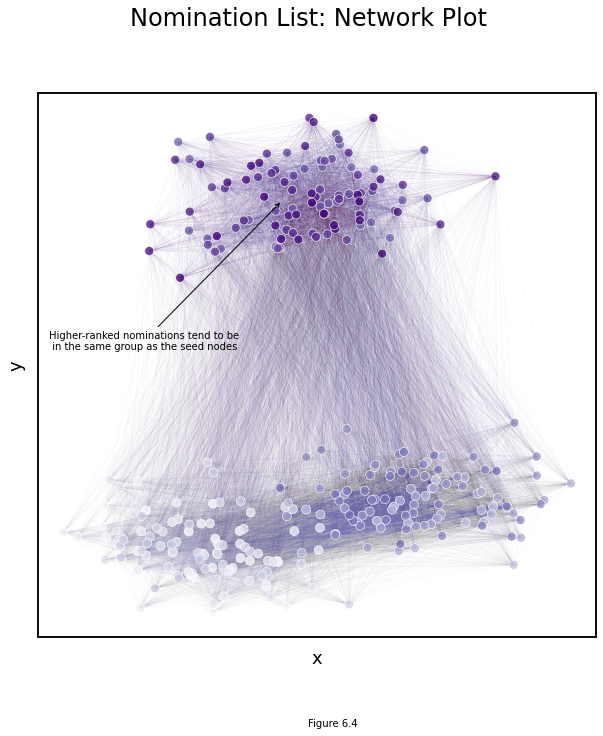 Nomination List: Network Plot
Higher-ranked nominations tend to be
in the same group as the seed nodes
y
x
Figure 6.4